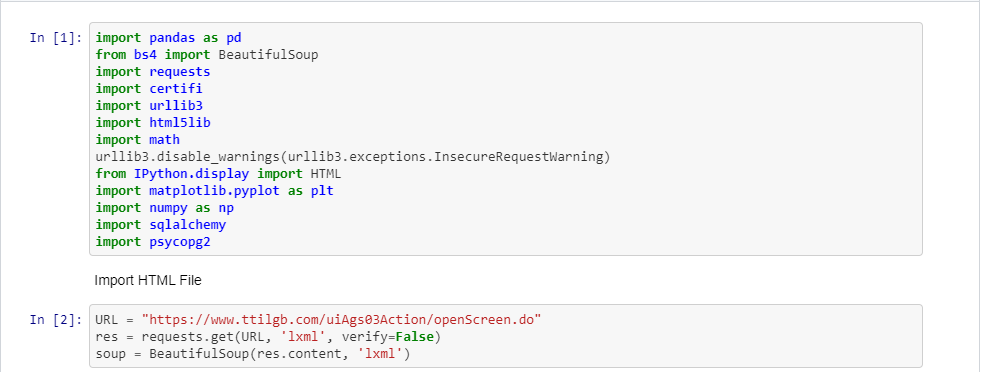 In [1]: import pandas as pd
from bs4 import BeautifulSoup
import requests
import certifi
import urllib3
import html5lib
import math
urllib3.disable_warnings(urllib3.exceptions.InsecureRequestWarning)
from IPython.display import HTML
import matplotlib.pyplot as plt
import numpy as np
import sqlalchemy
import psycopg2
Import HTML File
In [2]: URL = "https://www.ttilgb.com/uiAgs03Action/openScreen.do"
res = requests.get(URL, 'lxml', verify=False)
soup = BeautifulSoup(res.content, 'lxml')